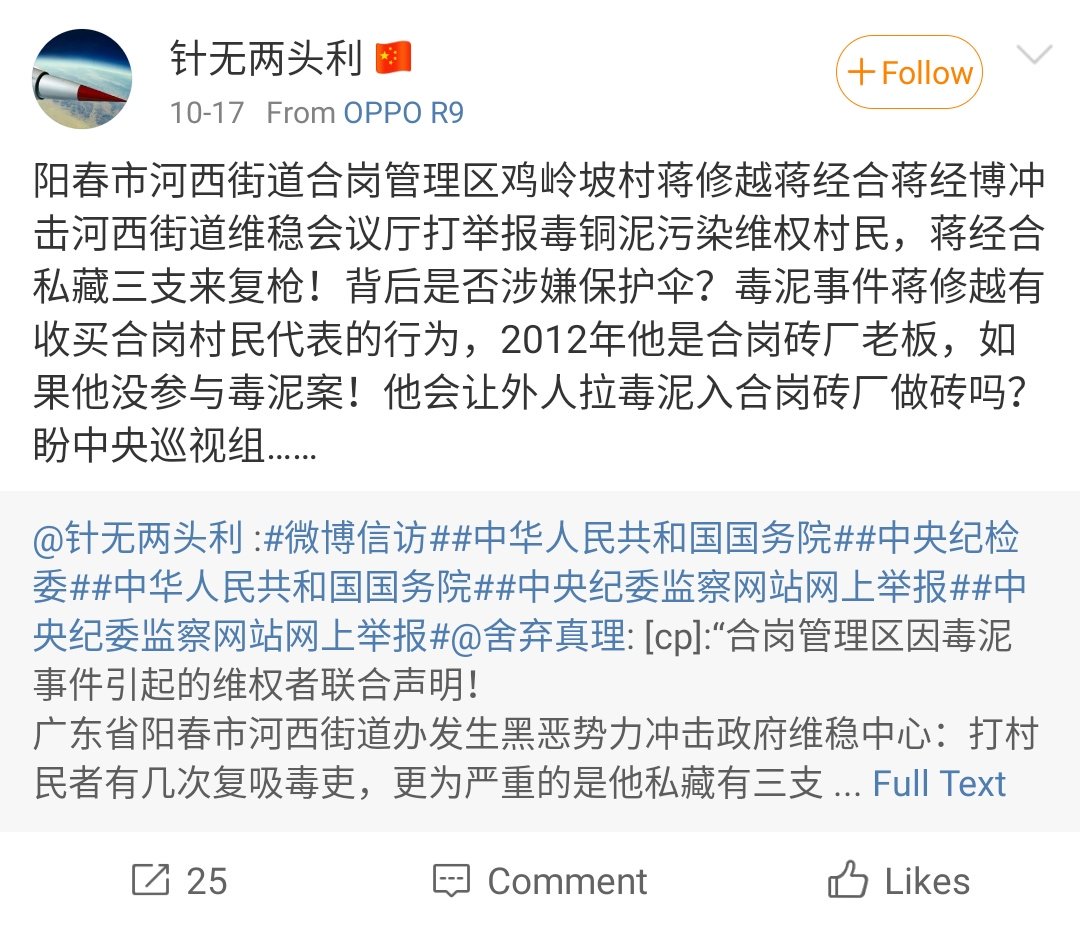 针无两头利 🇨🇳
+Follow
10-17 From OPPO R9
阳春市河西街道合岗管理区鸡岭坡村蒋修越蒋经合蒋经博冲
击河西街道维稳会议厅打举报毒铜泥污染维权村民，蒋经合
私藏三支来复枪！背后是否涉嫌保护伞？毒泥事件蒋修越有
收买合岗村民代表的行为，2012年他是合岗砖厂老板，如
果他没参与毒泥案！他会让外人拉毒泥入合岗砖厂做砖吗？
盼中央巡视组......
@针无两头利 :#微博信访##中华人民共和国国务院##中央纪检
委##中华人民共和国国务院##中央纪委监察网站网上举报##中
央纪委监察网站网上举报#@舍弃真理: [cp]:“合岗管理区因毒泥
事件引起的维权者联合声明！
广东省阳春市河西街道办发生黑恶势力冲击政府维稳中心：打村
民者有几次复吸毒吏，更为严重的是他私藏有三支 ... Full Text
25
Comment
Likes